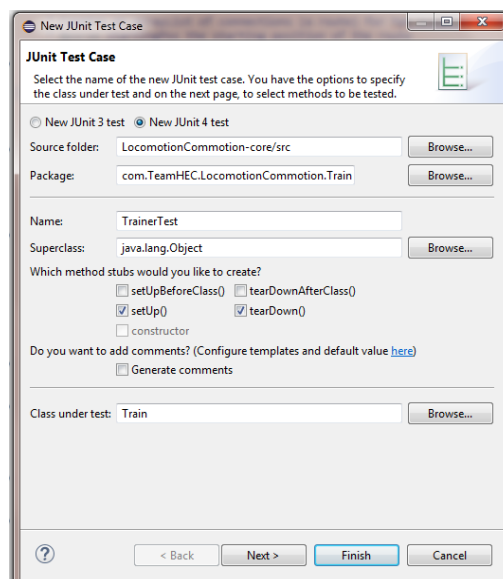 New JUnit Test Case
JUnit Test Case
Select the name of the new JUnit test case. You have the options to specify
the class under test and on the next page, to select methods to be tested.
New JUnit 3 test New JUnit 4 test
Source folder: LocomotionCommotion-core/src Browse...
Package: com.TeamHEC.LocomotionCommotion.Train Browse...
Name: TrainerTest
Superclass: java.lang.Object Browse...
Which method stubs would you like to create?
setUpBeforeClass() tearDownAfterClass()
setUp() tearDown()
constructor
Do you want to add comments? (Configure templates and default value here)
Generate comments
Class under test: Train Browse...
? < Back Next > Finish Cancel